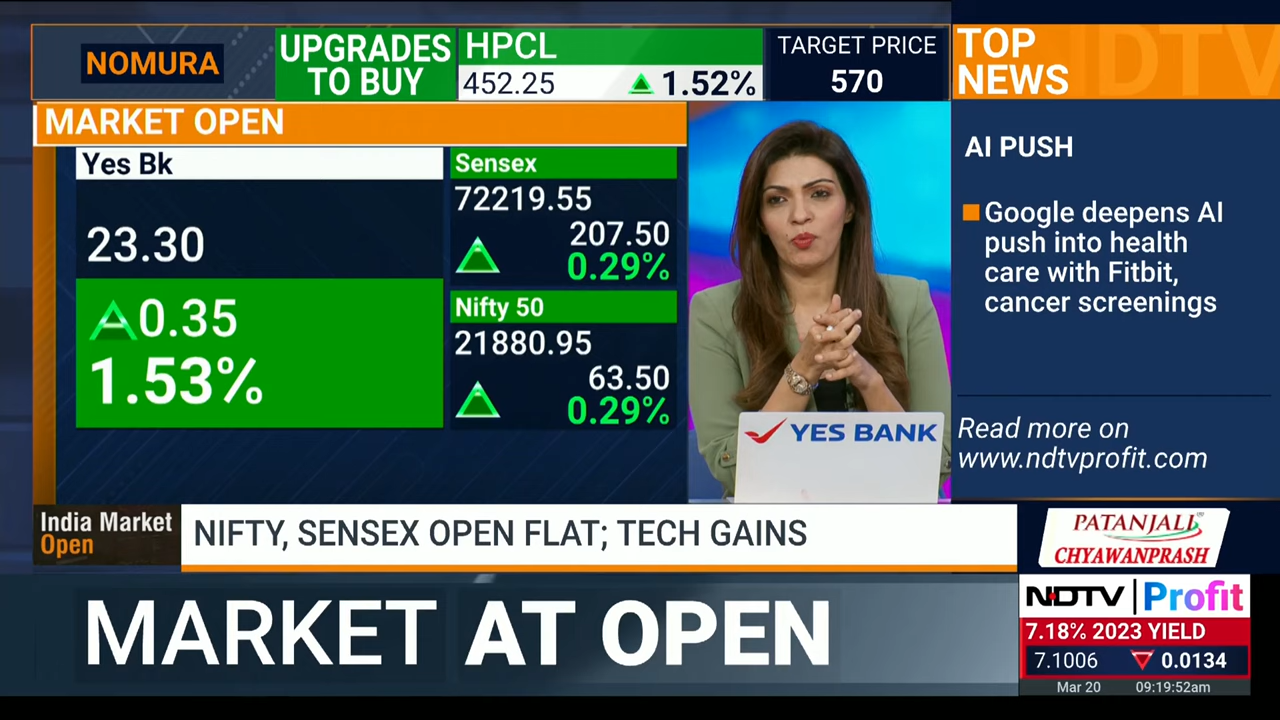 NOMURA
UPGRADES
TO BUY
HPCL
452.25 1.52%
TARGET PRICE
570
TOP
NEWS
NDTV
MARKET OPEN
Yes Bk
23.30
0.35
1.53%
Sensex
72219.55
207.50
0.29%
Nifty 50
21880.95
63.50
0.29%
YES BANK
AI PUSH
Google deepens AI
push into health
care with Fitbit,
cancer screenings
Read more on
www.ndtvprofit.com
India Market
Open
NIFTY, SENSEX OPEN FLAT; TECH GAINS
PATANJALI
CHYAWANPRASH
MARKET AT OPEN
NDTV Profit
7.18% 2023 YIELD
7.1006 0.0134
Mar 20 09:19:52am